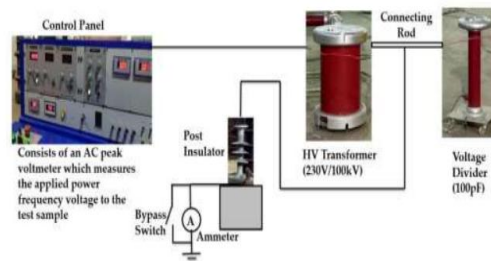 Control Panel
Connecting
Rod
Consists of an AC peak
voltmeter which measures
the applied power
frequency voltage to the
test sample
Post
Insulator
HV Transformer
(230V/100kV)
Voltage
Divider
(100pF)
Bypass
Switch
A
Ammeter